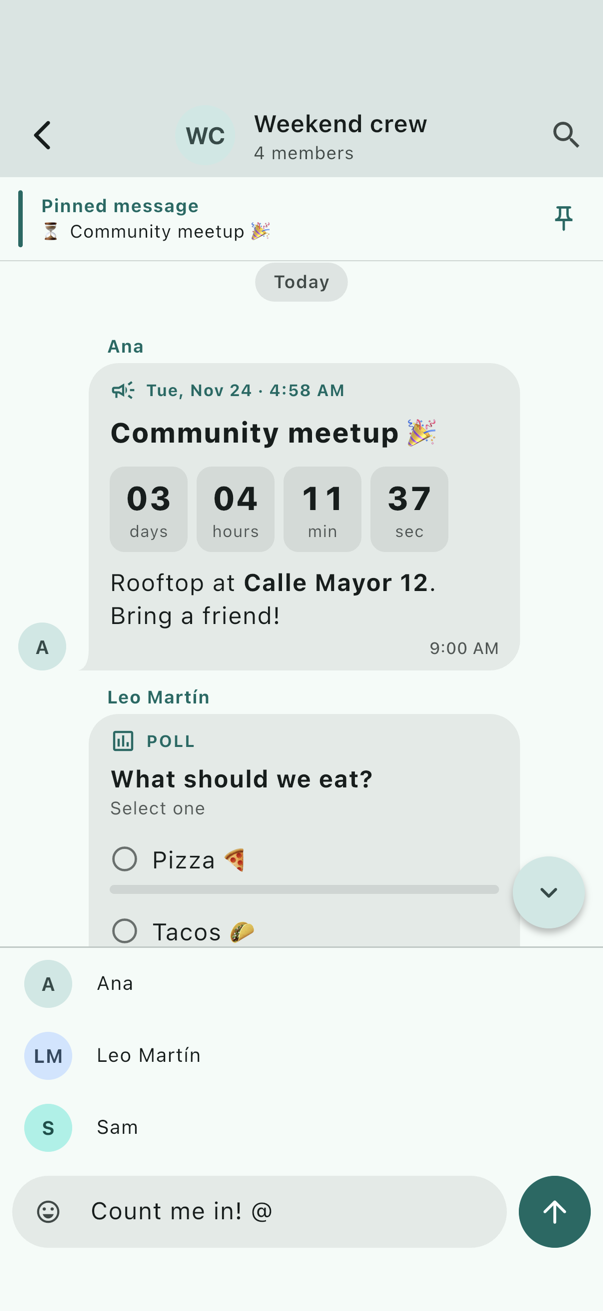 WC
Weekend crew
4 members
Pinned message
⏳ Community meetup 🎉
Today
Ana
Tue, Nov 24 · 4:58 AM
Community meetup 🎉
03 04 11 37
days hours min sec
Rooftop at Calle Mayor 12.
Bring a friend!
A
9:00 AM
Leo Martín
POLL
What should we eat?
Select one
Pizza 🍕
Tacos 🌮
A Ana
LM Leo Martín
S Sam
Count me in! @